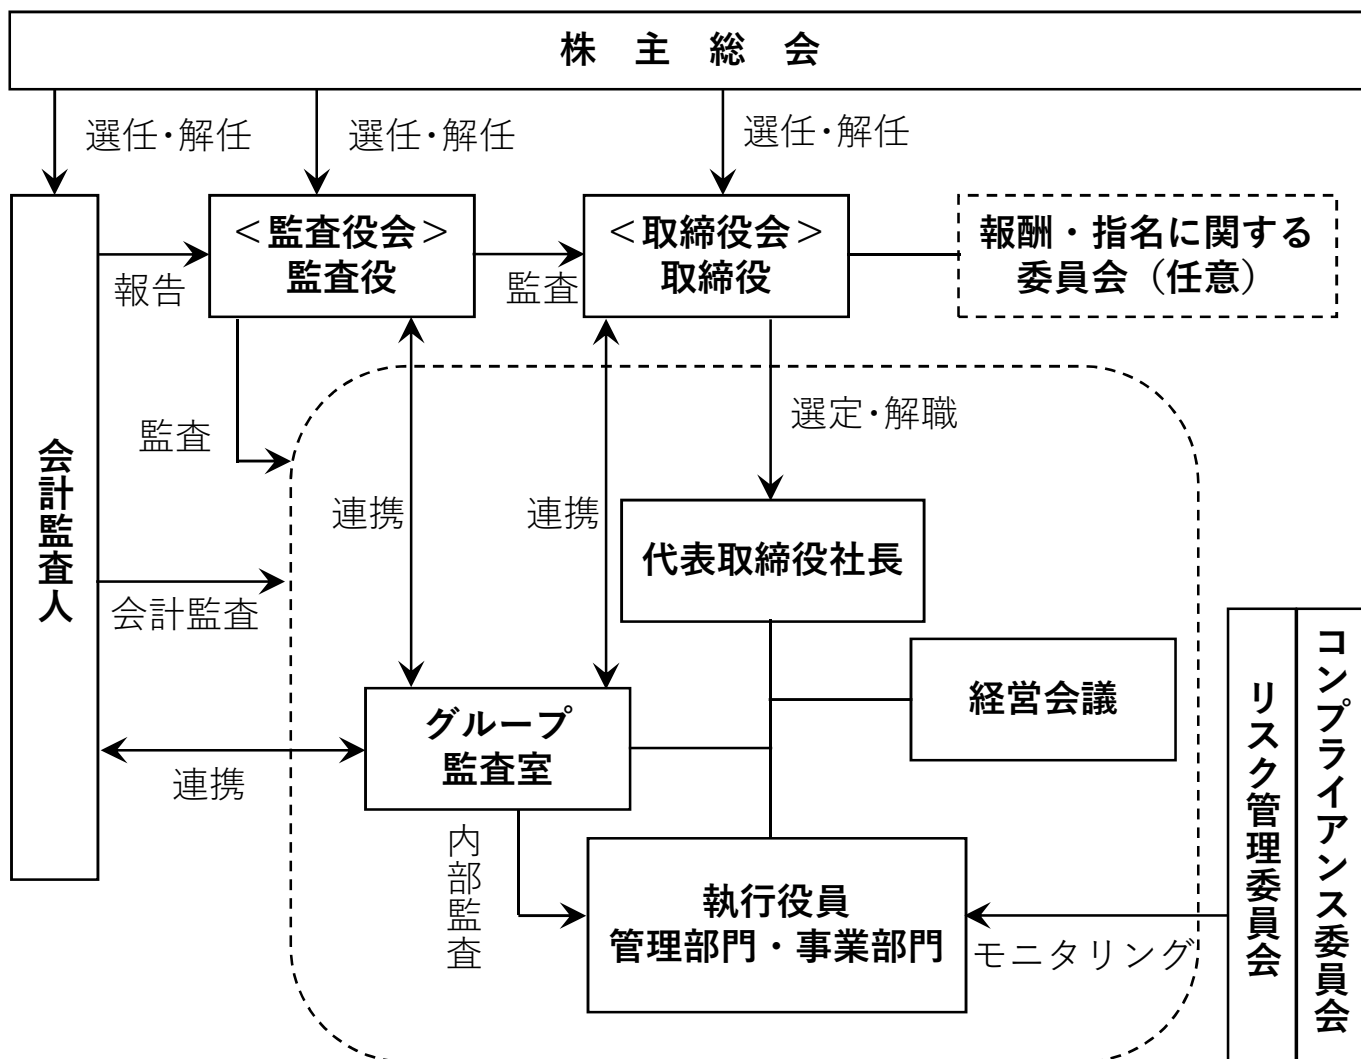 株 主 総 会
選任・解任
選任・解任
選任・解任
＜監査役会＞
監査役
＜取締役会＞
取締役
報酬・指名に関する
委員会（任意）
報告
監査
会計監査人
監査
選定・解職
連携
連携
代表取締役社長
会計監査
経営会議
グループ
監査室
連携
内部監査
執行役員
管理部門・事業部門
モニタリング
リスク管理委員会
コンプライアンス委員会